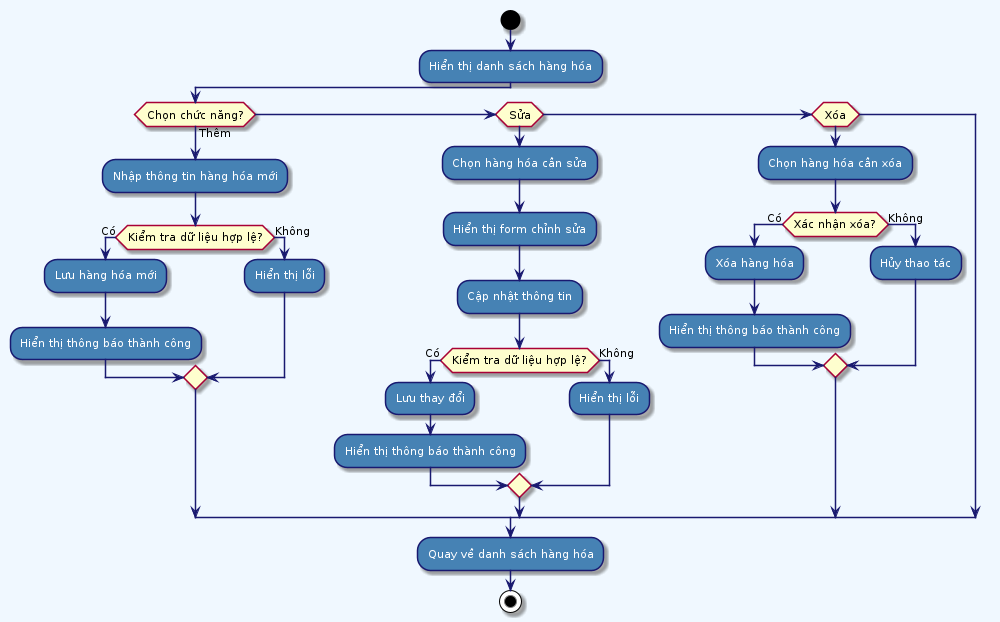 Hiển thị danh sách hàng hóa
Chọn chức năng?
Thêm
Nhập thông tin hàng hóa mới
Kiểm tra dữ liệu hợp lệ?
Có
Không
Lưu hàng hóa mới
Hiển thị thông báo thành công
Hiển thị lỗi
Sửa
Chọn hàng hóa cần sửa
Hiển thị form chỉnh sửa
Cập nhật thông tin
Kiểm tra dữ liệu hợp lệ?
Có
Không
Lưu thay đổi
Hiển thị thông báo thành công
Hiển thị lỗi
Xóa
Chọn hàng hóa cần xóa
Xác nhận xóa?
Có
Không
Xóa hàng hóa
Hiển thị thông báo thành công
Hủy thao tác
Quay về danh sách hàng hóa